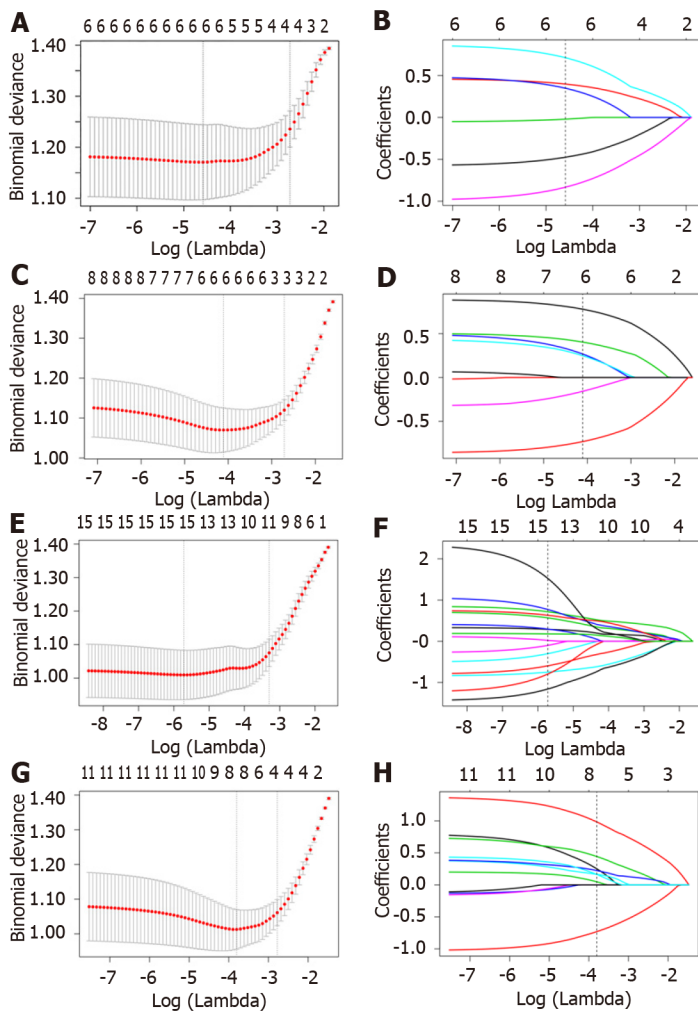 A
6 6 6 6 6 6 6 6 6 6 5 5 5 4 4 3 2
1.40
1.30
1.20
1.10
Binomial deviance
-7 -6 -5 -4 -3 -2
Log (Lambda)
B
6 6 6 6 4 2
0.5
0.0
-0.5
-1.0
Coefficients
-7 -6 -5 -4 -3 -2
Log Lambda
C
8 8 8 8 8 7 7 7 7 6 6 6 6 6 3 3 3 2 2
1.40
1.30
1.20
1.10
1.00
Binomial deviance
-7 -6 -5 -4 -3 -2
Log (Lambda)
D
8 8 7 6 6 2
0.5
0.0
-0.5
Coefficients
-7 -6 -5 -4 -3 -2
Log (Lambda)
E
15 15 15 15 15 15 13 13 10 11 9 8 6 1
1.40
1.30
1.20
1.10
1.00
Binomial deviance
-8 -7 -6 -5 -4 -3 -2
Log (Lambda)
F
15 15 15 13 10 10 4
2
1
-0
-1
Coefficients
-8 -7 -6 -5 -4 -3 -2
Log Lambda
G
11 11 11 11 11 11 10 9 8 8 6 4 4 4 2
1.40
1.30
1.20
1.10
1.00
Binomial deviance
-7 -6 -5 -4 -3 -2
Log (Lambda)
H
11 11 10 8 5 3
1.0
0.5
0.0
-0.5
-1.0
Coefficients
-7 -6 -5 -4 -3 -2
Log (Lambda)